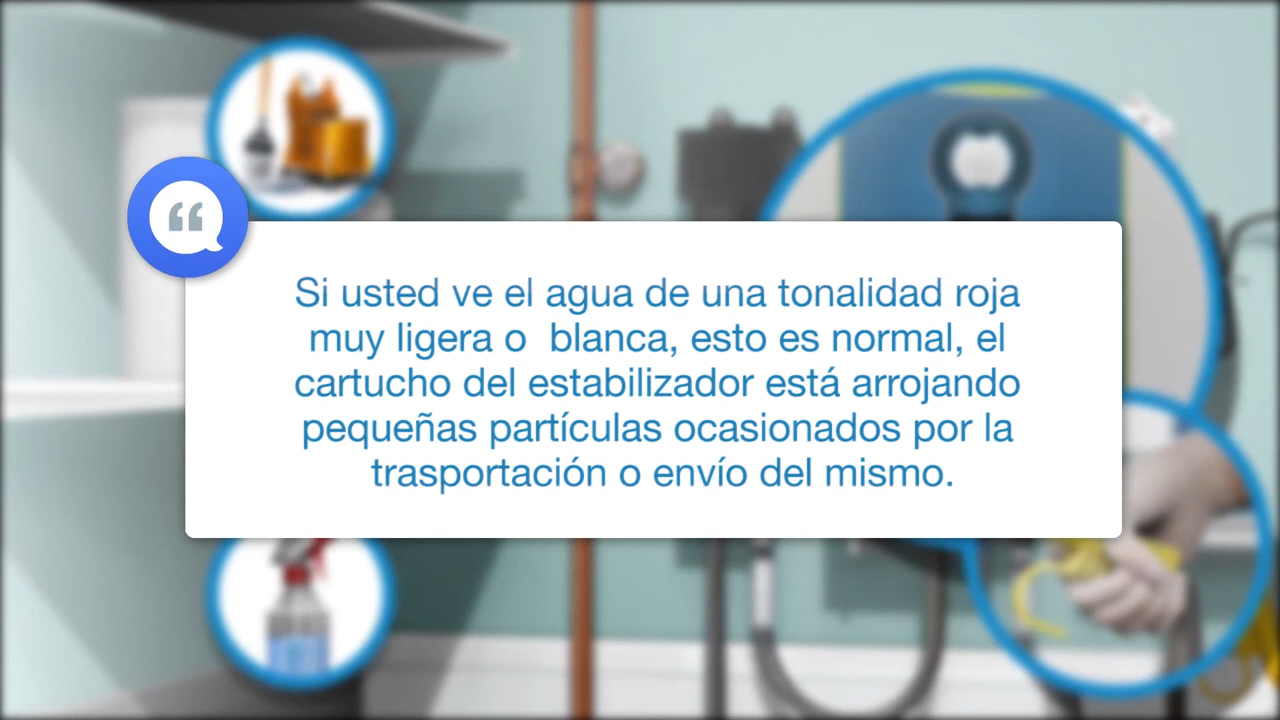 Si usted ve el agua de una tonalidad roja
muy ligera o  blanca, esto es normal, el
cartucho del estabilizador está arrojando
pequeñas partículas ocasionados por la
trasportación o envío del mismo.